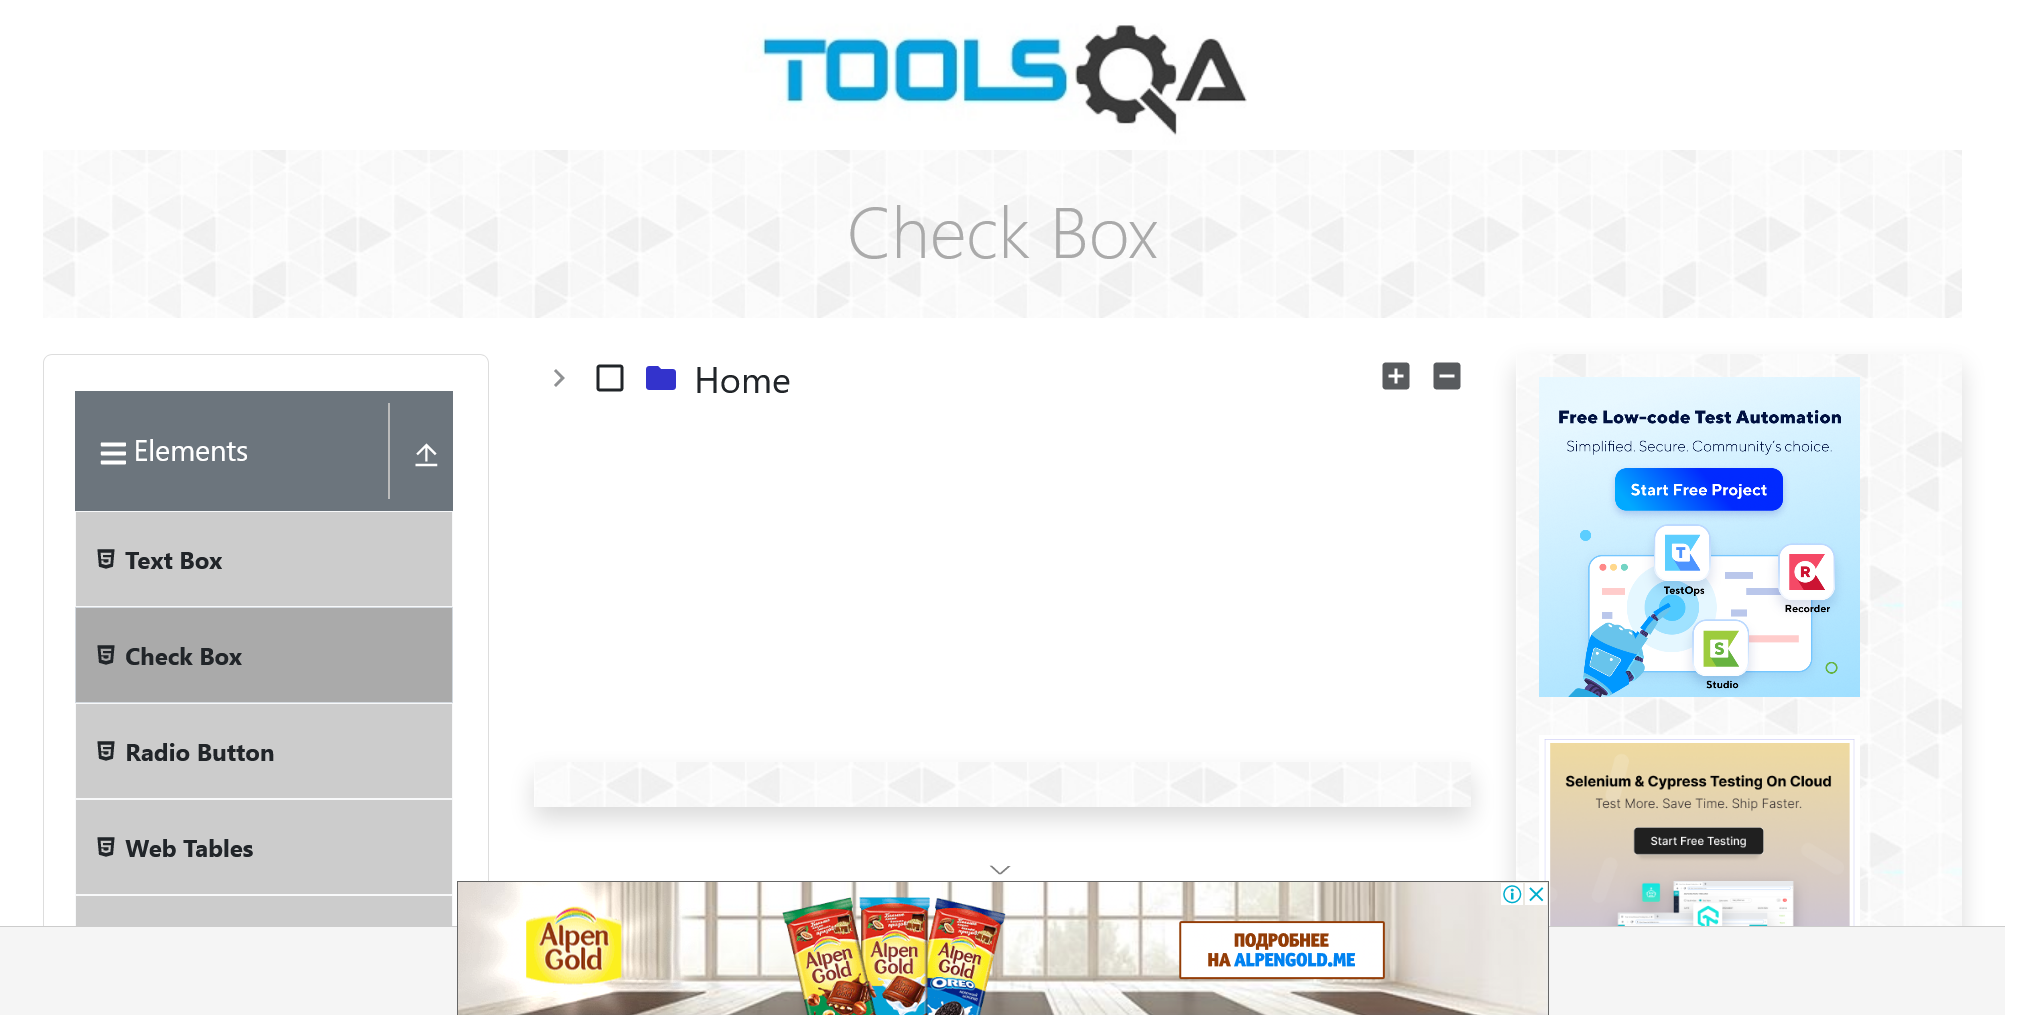 TOOLSQA
Check Box
Elements
Text Box
Check Box
Radio Button
Web Tables
Home
Free Low-code Test Automation
Simplified. Secure. Community's choice.
Start Free Project
T
TestOps
R
Recorder
S
Studio
Selenium & Cypress Testing On Cloud
Test More. Save Time. Ship Faster.
Start Free Testing
Alpen
Gold
Alpen
Gold
Alpen
Gold
Alpen
Gold
OREO
ПОДРОБНЕЕ
НА ALPENGOLD.ME